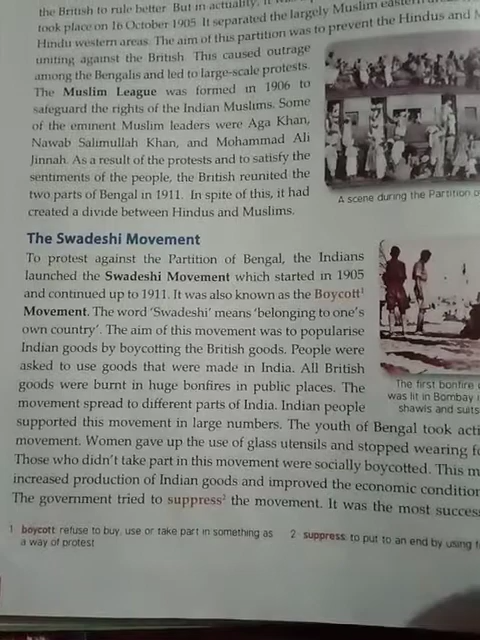 the British to rule better. But in actuality, it
took place on 16 October 1905. It separated the largely Muslim eastern areas
Hindu western areas. The aim of this partition was to prevent the Hindus and
uniting against the British. This caused outrage
among the Bengalis and led to large-scale protests.
The Muslim League was formed in 1906 to
safeguard the rights of the Indian Muslims. Some
of the eminent Muslim leaders were Aga Khan,
Nawab Salimullah Khan, and Mohammad Ali
Jinnah. As a result of the protests and to satisfy the
sentiments of the people, the British reunited the
two parts of Bengal in 1911. In spite of this, it had
created a divide between Hindus and Muslims.
A scene during the Partition
The Swadeshi Movement
To protest against the Partition of Bengal, the Indians
launched the Swadeshi Movement which started in 1905
and continued up to 1911. It was also known as the Boycott¹
Movement. The word 'Swadeshi' means 'belonging to one's
own country'. The aim of this movement was to popularise
Indian goods by boycotting the British goods. People were
asked to use goods that were made in India. All British
goods were burnt in huge bonfires in public places. The
movement spread to different parts of India. Indian people
The first bonfire
was lit in Bombay
shawls and suits
supported this movement in large numbers. The youth of Bengal took
movement. Women gave up the use of glass utensils and stopped wearing
Those who didn't take part in this movement were socially boycotted. This
increased production of Indian goods and improved the economic
The government tried to suppress² the movement. It was the most
1 boycott refuse to buy, use or take part in something as
a way of protest
2 suppress to put to an end by using